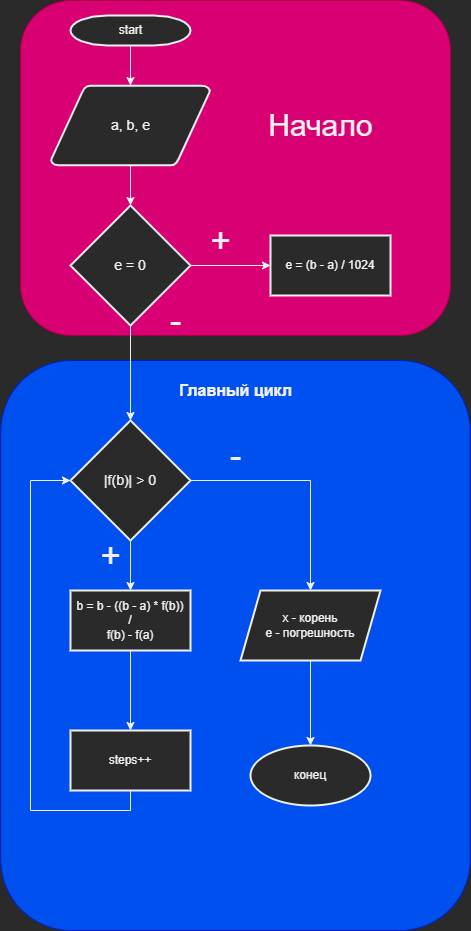 start
a, b, e
Начало
e = 0
+
e = (b - a) / 1024
-
Главный цикл
|f(b)| > 0
-
+
b = b - ((b - a) * f(b))
/
f(b) - f(a)
x - корень
e - погрешность
steps++
конец